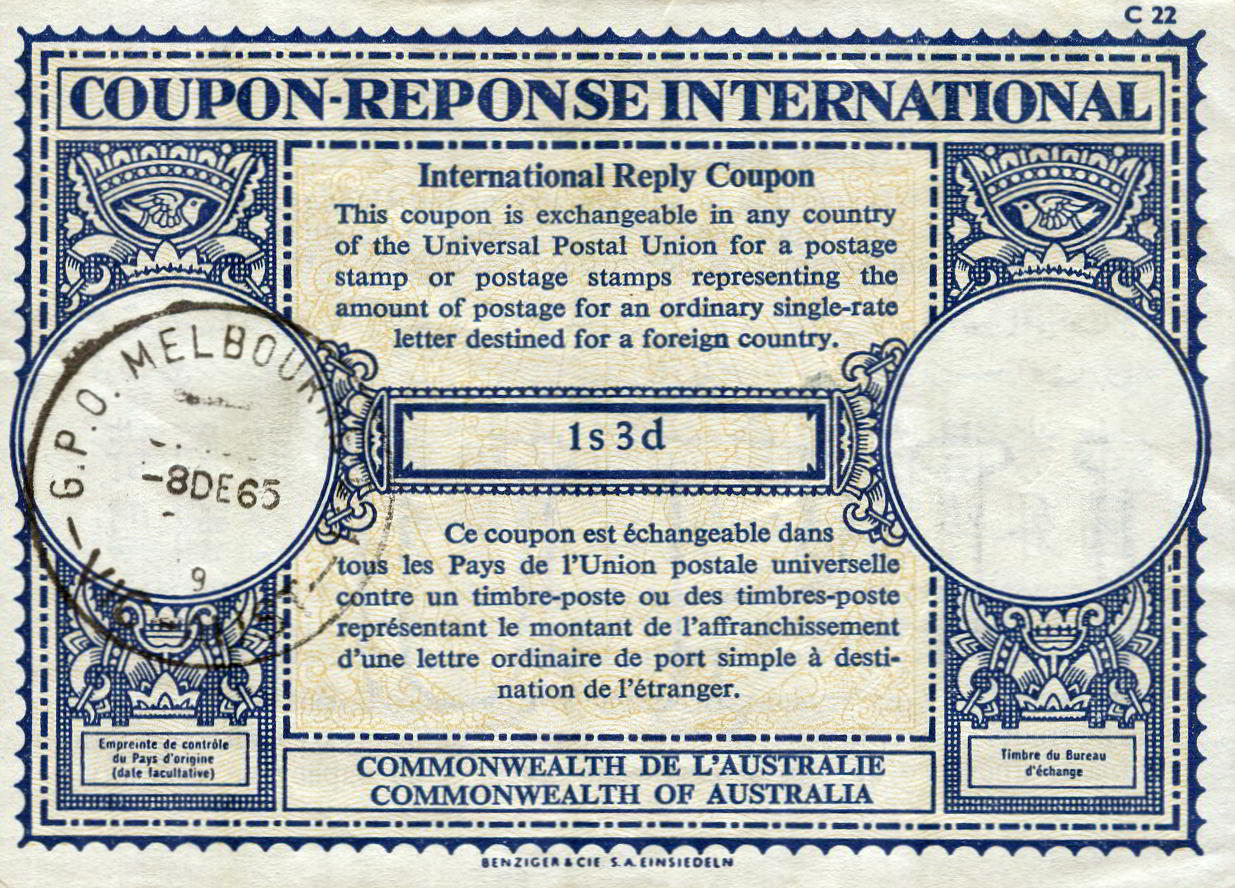 C 22
COUPON-REPONSE INTERNATIONAL
International Reply Coupon
This coupon is exchangeable in any country
of the Universal Postal Union for a postage
stamp or postage stamps representing the
amount of postage for an ordinary single-rate
letter destined for a foreign country.
G.P.O. MELBOURN
-8DE65
9
VIC
1s3d
Ce coupon est échangeable dans
tous les Pays de l'Union postale universelle
contre un timbre-poste ou des timbres-poste
représentant le montant de l'affranchissement
d'une lettre ordinaire de port simple à desti-
nation de l'étranger.
Empreinte de contrôle
du Pays d'origine
(date facultative)
Timbre du Bureau
d'échange
COMMONWEALTH DE L'AUSTRALIE
COMMONWEALTH OF AUSTRALIA
BENZIGER & CIE S.A. EINSIEDELN